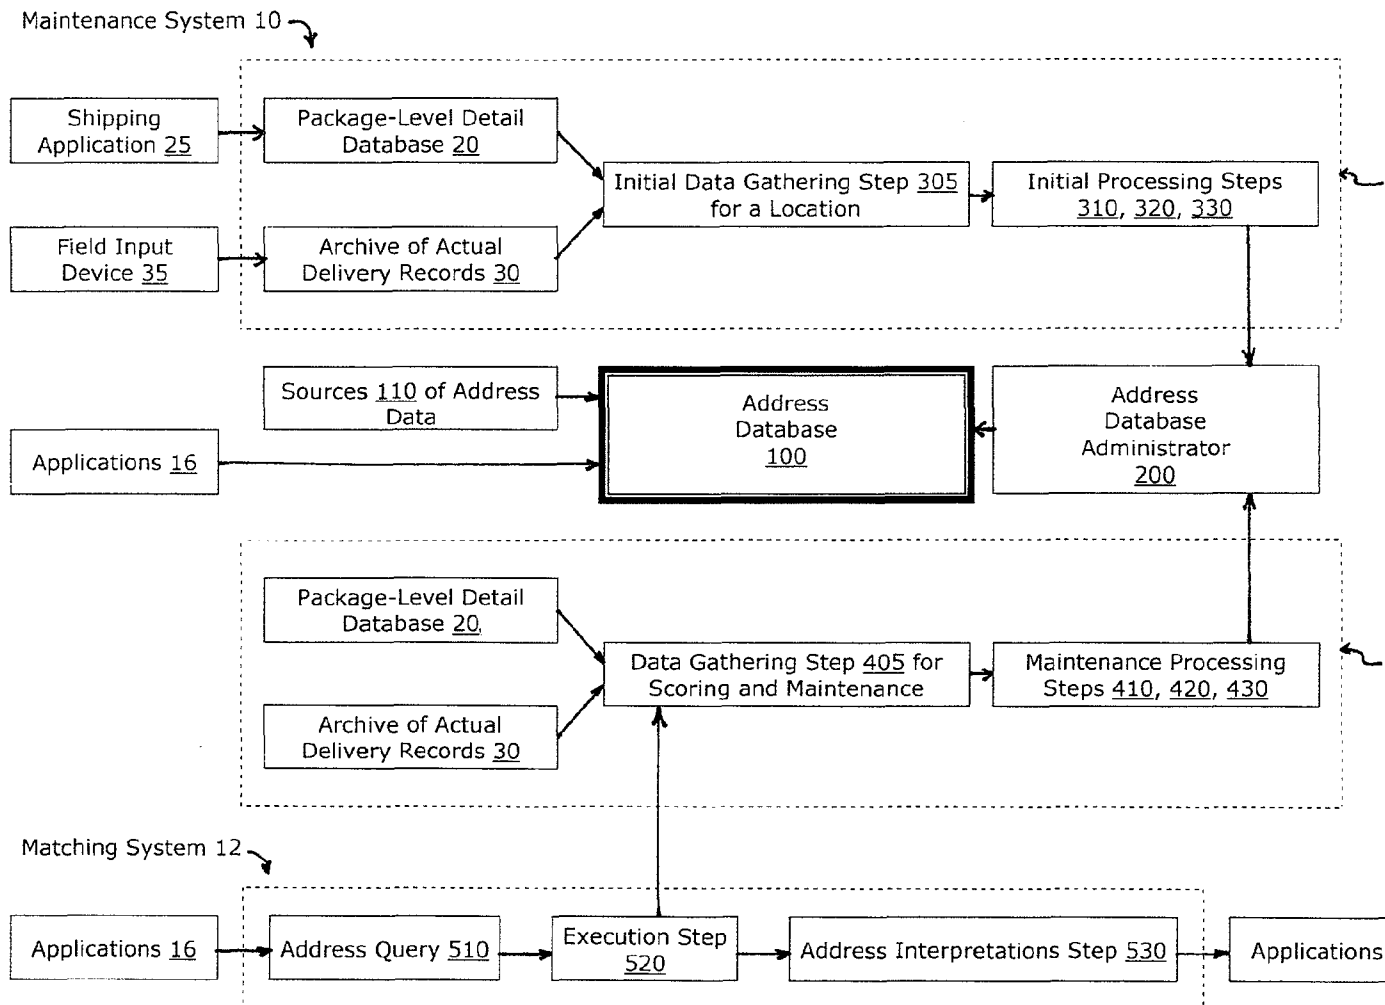 Maintenance System 10
Shipping
Application 25
Package-Level Detail
Database 20
Initial Data Gathering Step 305
for a Location
Initial Processing Steps
310, 320, 330
Field Input
Device 35
Archive of Actual
Delivery Records 30
Sources 110 of Address
Data
Address
Database
100
Address
Database
Administrator
200
Applications 16
Package-Level Detail
Database 20
Data Gathering Step 405 for
Scoring and Maintenance
Maintenance Processing
Steps 410, 420, 430
Archive of Actual
Delivery Records 30
Matching System 12
Applications 16
Address Query 510
Execution Step
520
Address Interpretations Step 530
Applications